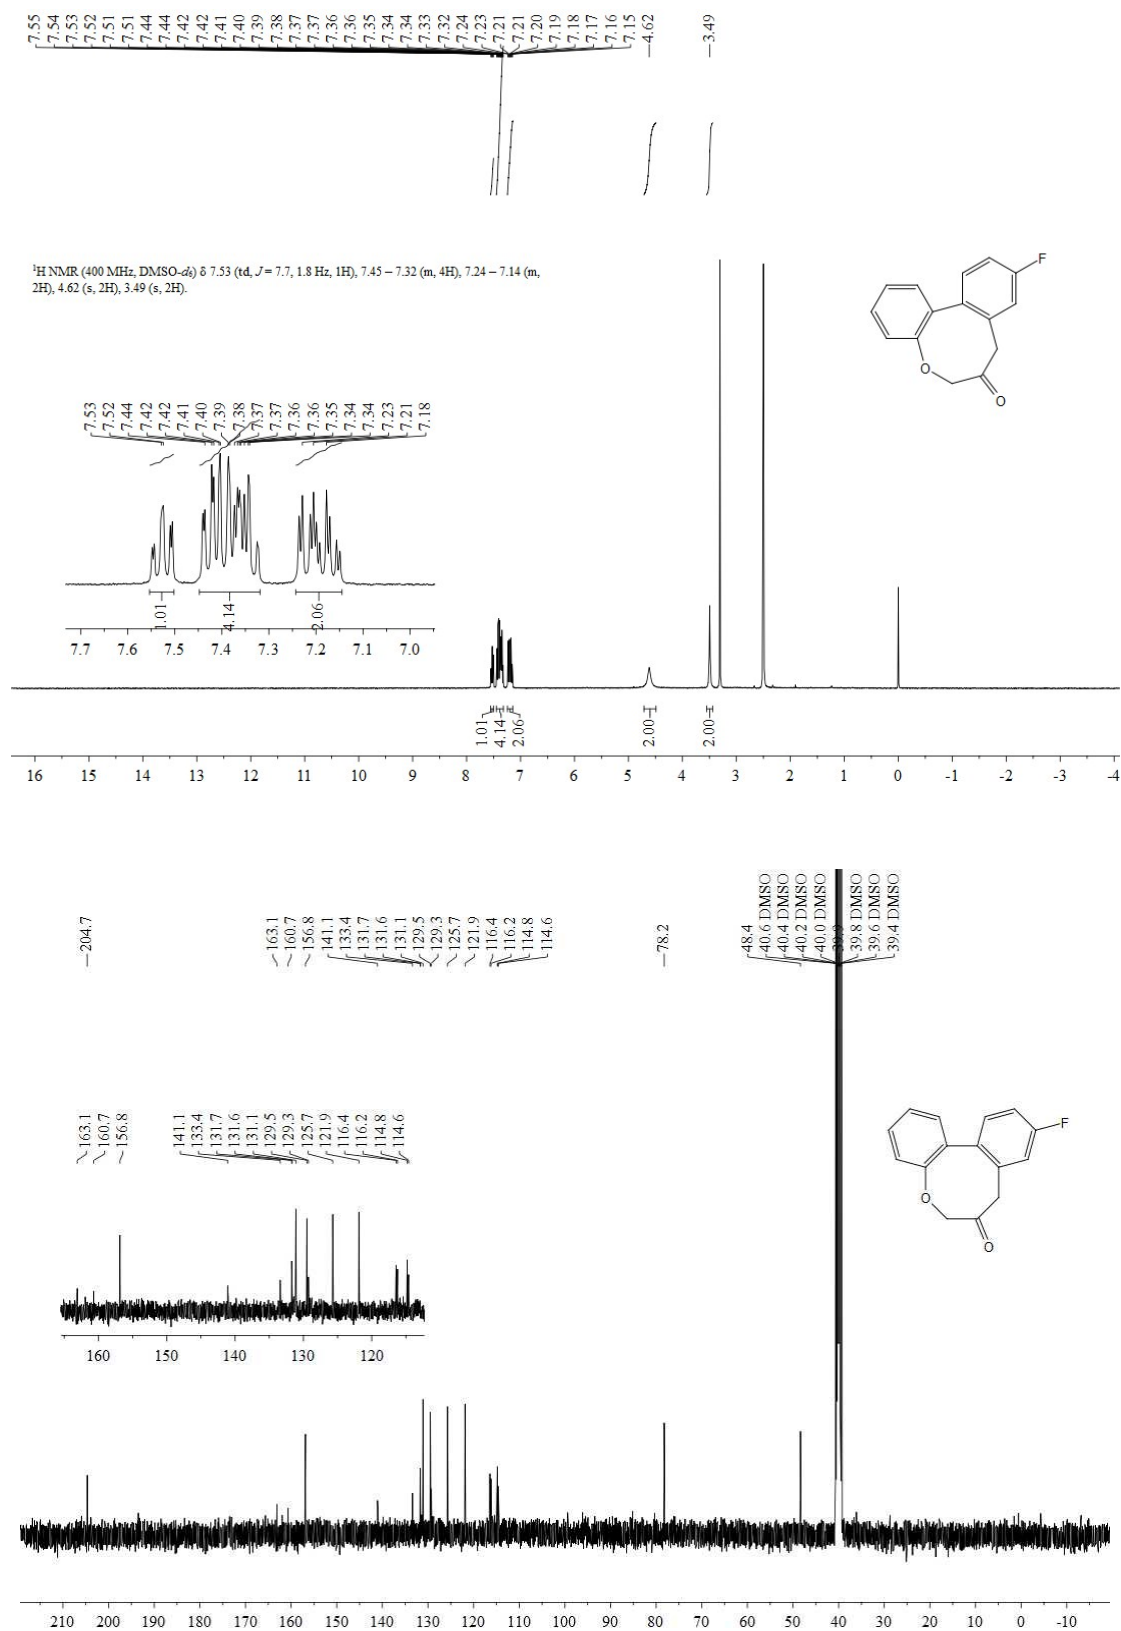 7.55 7.54 7.53 7.52 7.51 7.51 7.44 7.44 7.42 7.42 7.41 7.40 7.39 7.38 7.37 7.37 7.36 7.36 7.35 7.34 7.34 7.33 7.32 7.24 7.23 7.21 7.21 7.20 7.19 7.18 7.17 7.16 7.15 4.62 3.49
¹H NMR (400 MHz, DMSO-d₆) δ 7.53 (td, J = 7.7, 1.8 Hz, 1H), 7.45 – 7.32 (m, 4H), 7.24 – 7.14 (m,
2H), 4.62 (s, 2H), 3.49 (s, 2H).
F
O
O
7.53 7.52 7.44 7.42 7.42 7.41 7.40 7.39 7.38 7.37 7.37 7.36 7.36 7.35 7.34 7.34 7.23 7.21 7.18
1.01 4.14 2.06
7.7 7.6 7.5 7.4 7.3 7.2 7.1 7.0
1.01 4.14 2.06 2.00 2.00
16 15 14 13 12 11 10 9 8 7 6 5 4 3 2 1 0 -1 -2 -3 -4
204.7 163.1 160.7 156.8 141.1 133.4 131.7 131.6 131.1 129.5 129.3 125.7 121.9 116.4 116.2 114.8 114.6 78.2 48.4 40.6 DMSO 40.4 DMSO 40.2 DMSO 40.0 DMSO 39.9 39.8 DMSO 39.6 DMSO 39.4 DMSO
163.1 160.7 156.8 141.1 133.4 131.7 131.6 131.1 129.5 129.3 125.7 121.9 116.4 116.2 114.8 114.6
F
O
O
160 150 140 130 120
210 200 190 180 170 160 150 140 130 120 110 100 90 80 70 60 50 40 30 20 10 0 -10